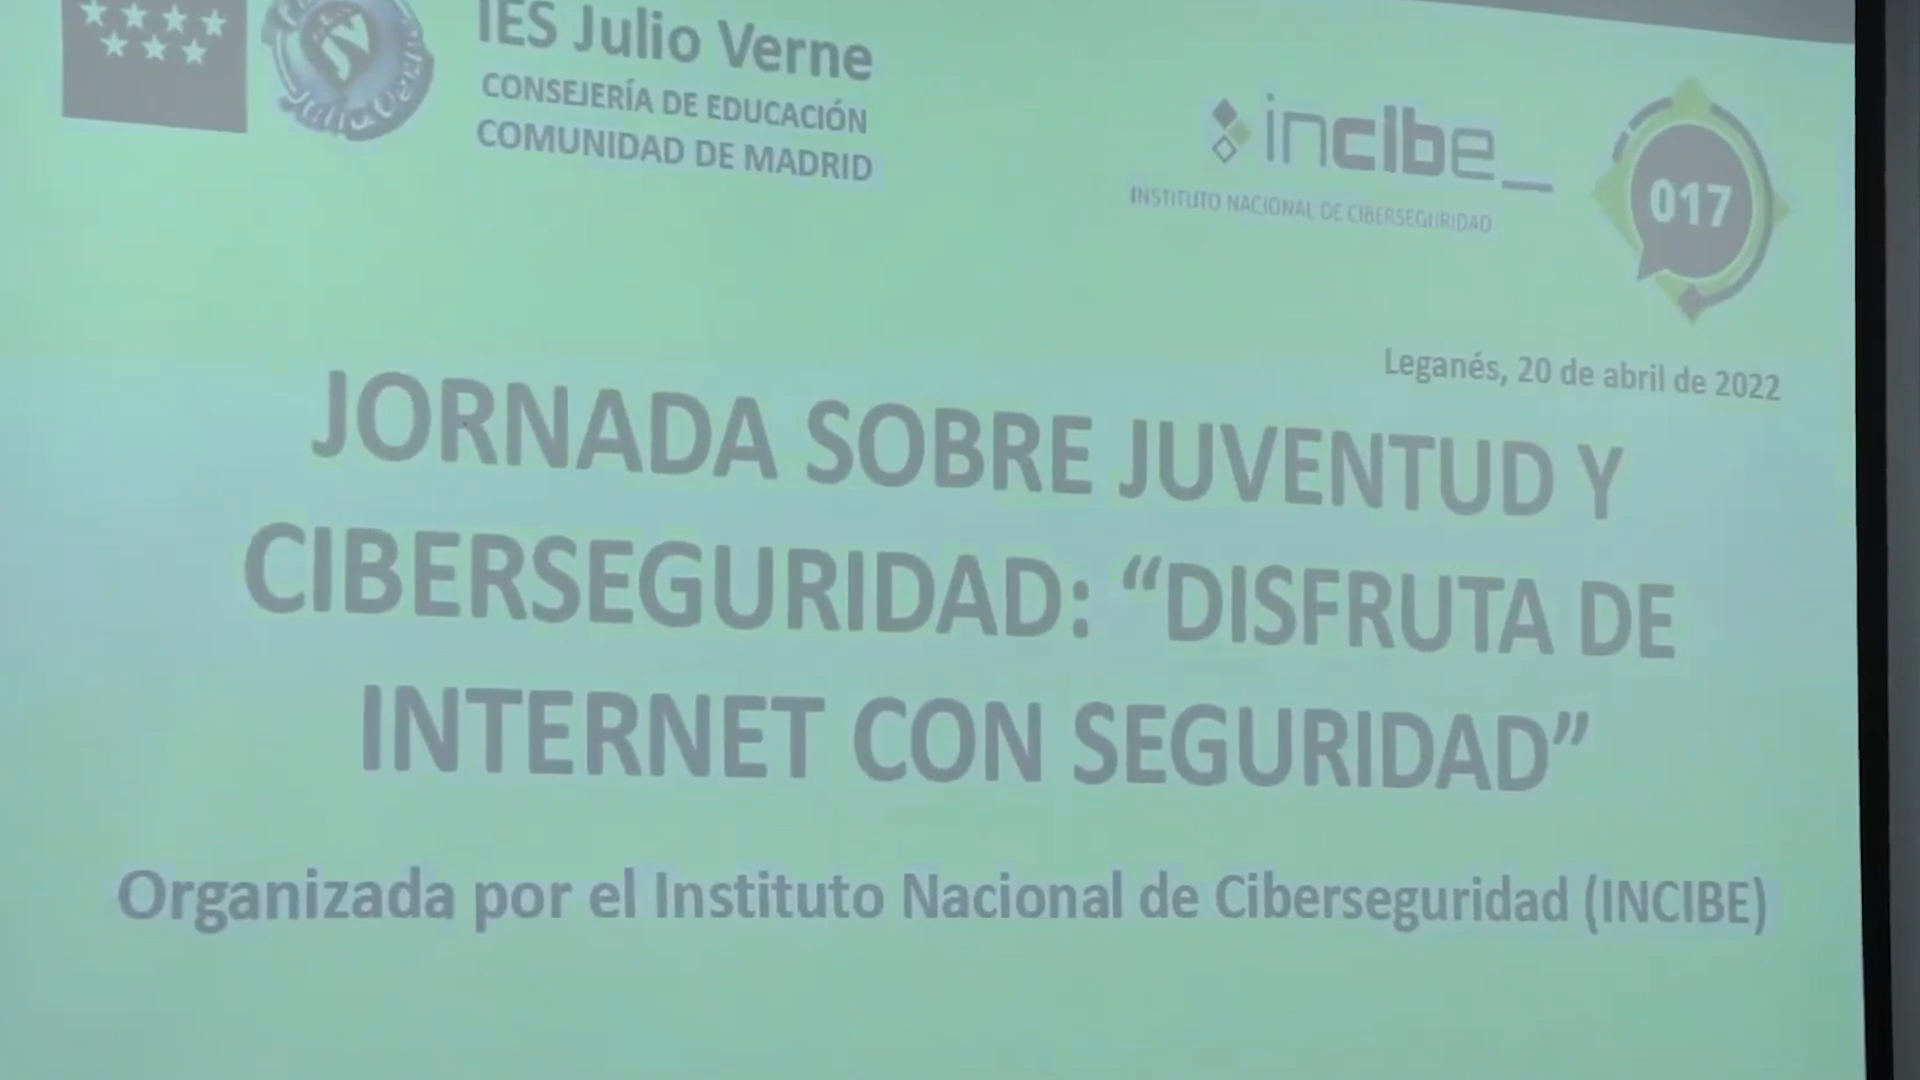 IES Julio Verne
CONSEJERÍA DE EDUCACIÓN
COMUNIDAD DE MADRID
Julio Verne
incibe_
INSTITUTO NACIONAL DE CIBERSEGURIDAD
017
Leganés, 20 de abril de 2022
JORNADA SOBRE JUVENTUD Y
CIBERSEGURIDAD: “DISFRUTA DE
INTERNET CON SEGURIDAD”
Organizada por el Instituto Nacional de Ciberseguridad (INCIBE)